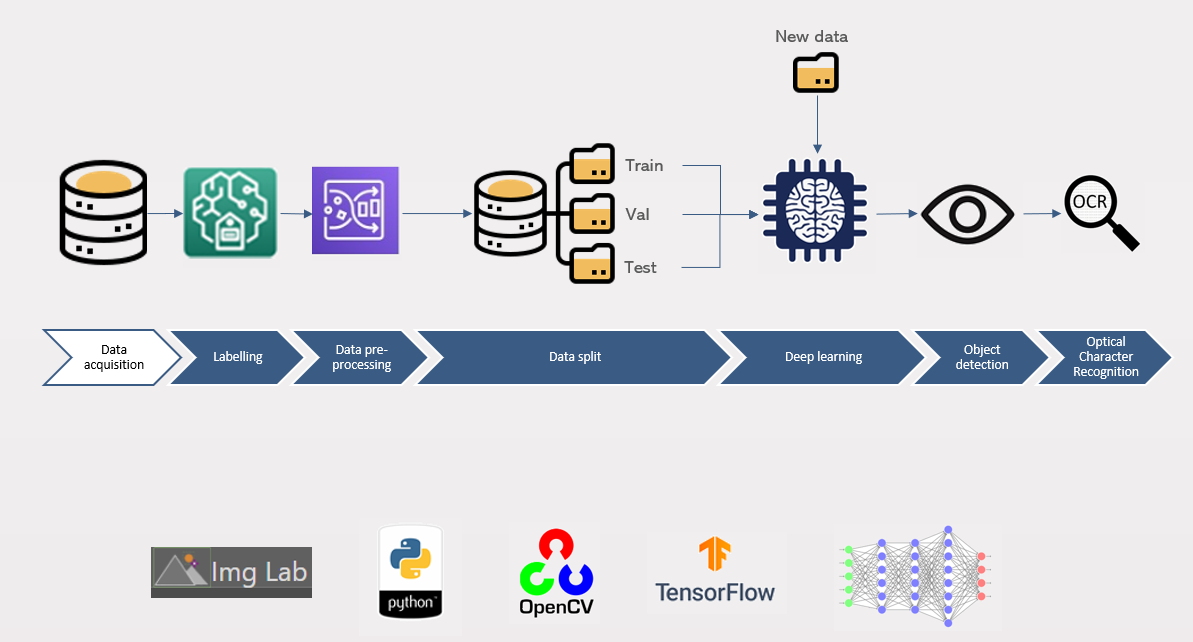 New data
Train
Val
Test
OCR
Data
acquisition
Labelling
Data pre-
processing
Data split
Deep learning
Object
detection
Optical
Character
Recognition
Img Lab
python
OpenCV
TensorFlow